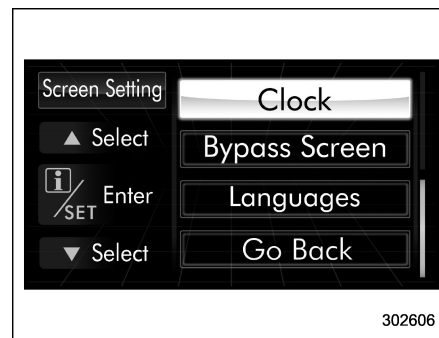 Screen Setting
Clock
▲ Select
Bypass Screen
i/SET Enter
Languages
▼ Select
Go Back
302606